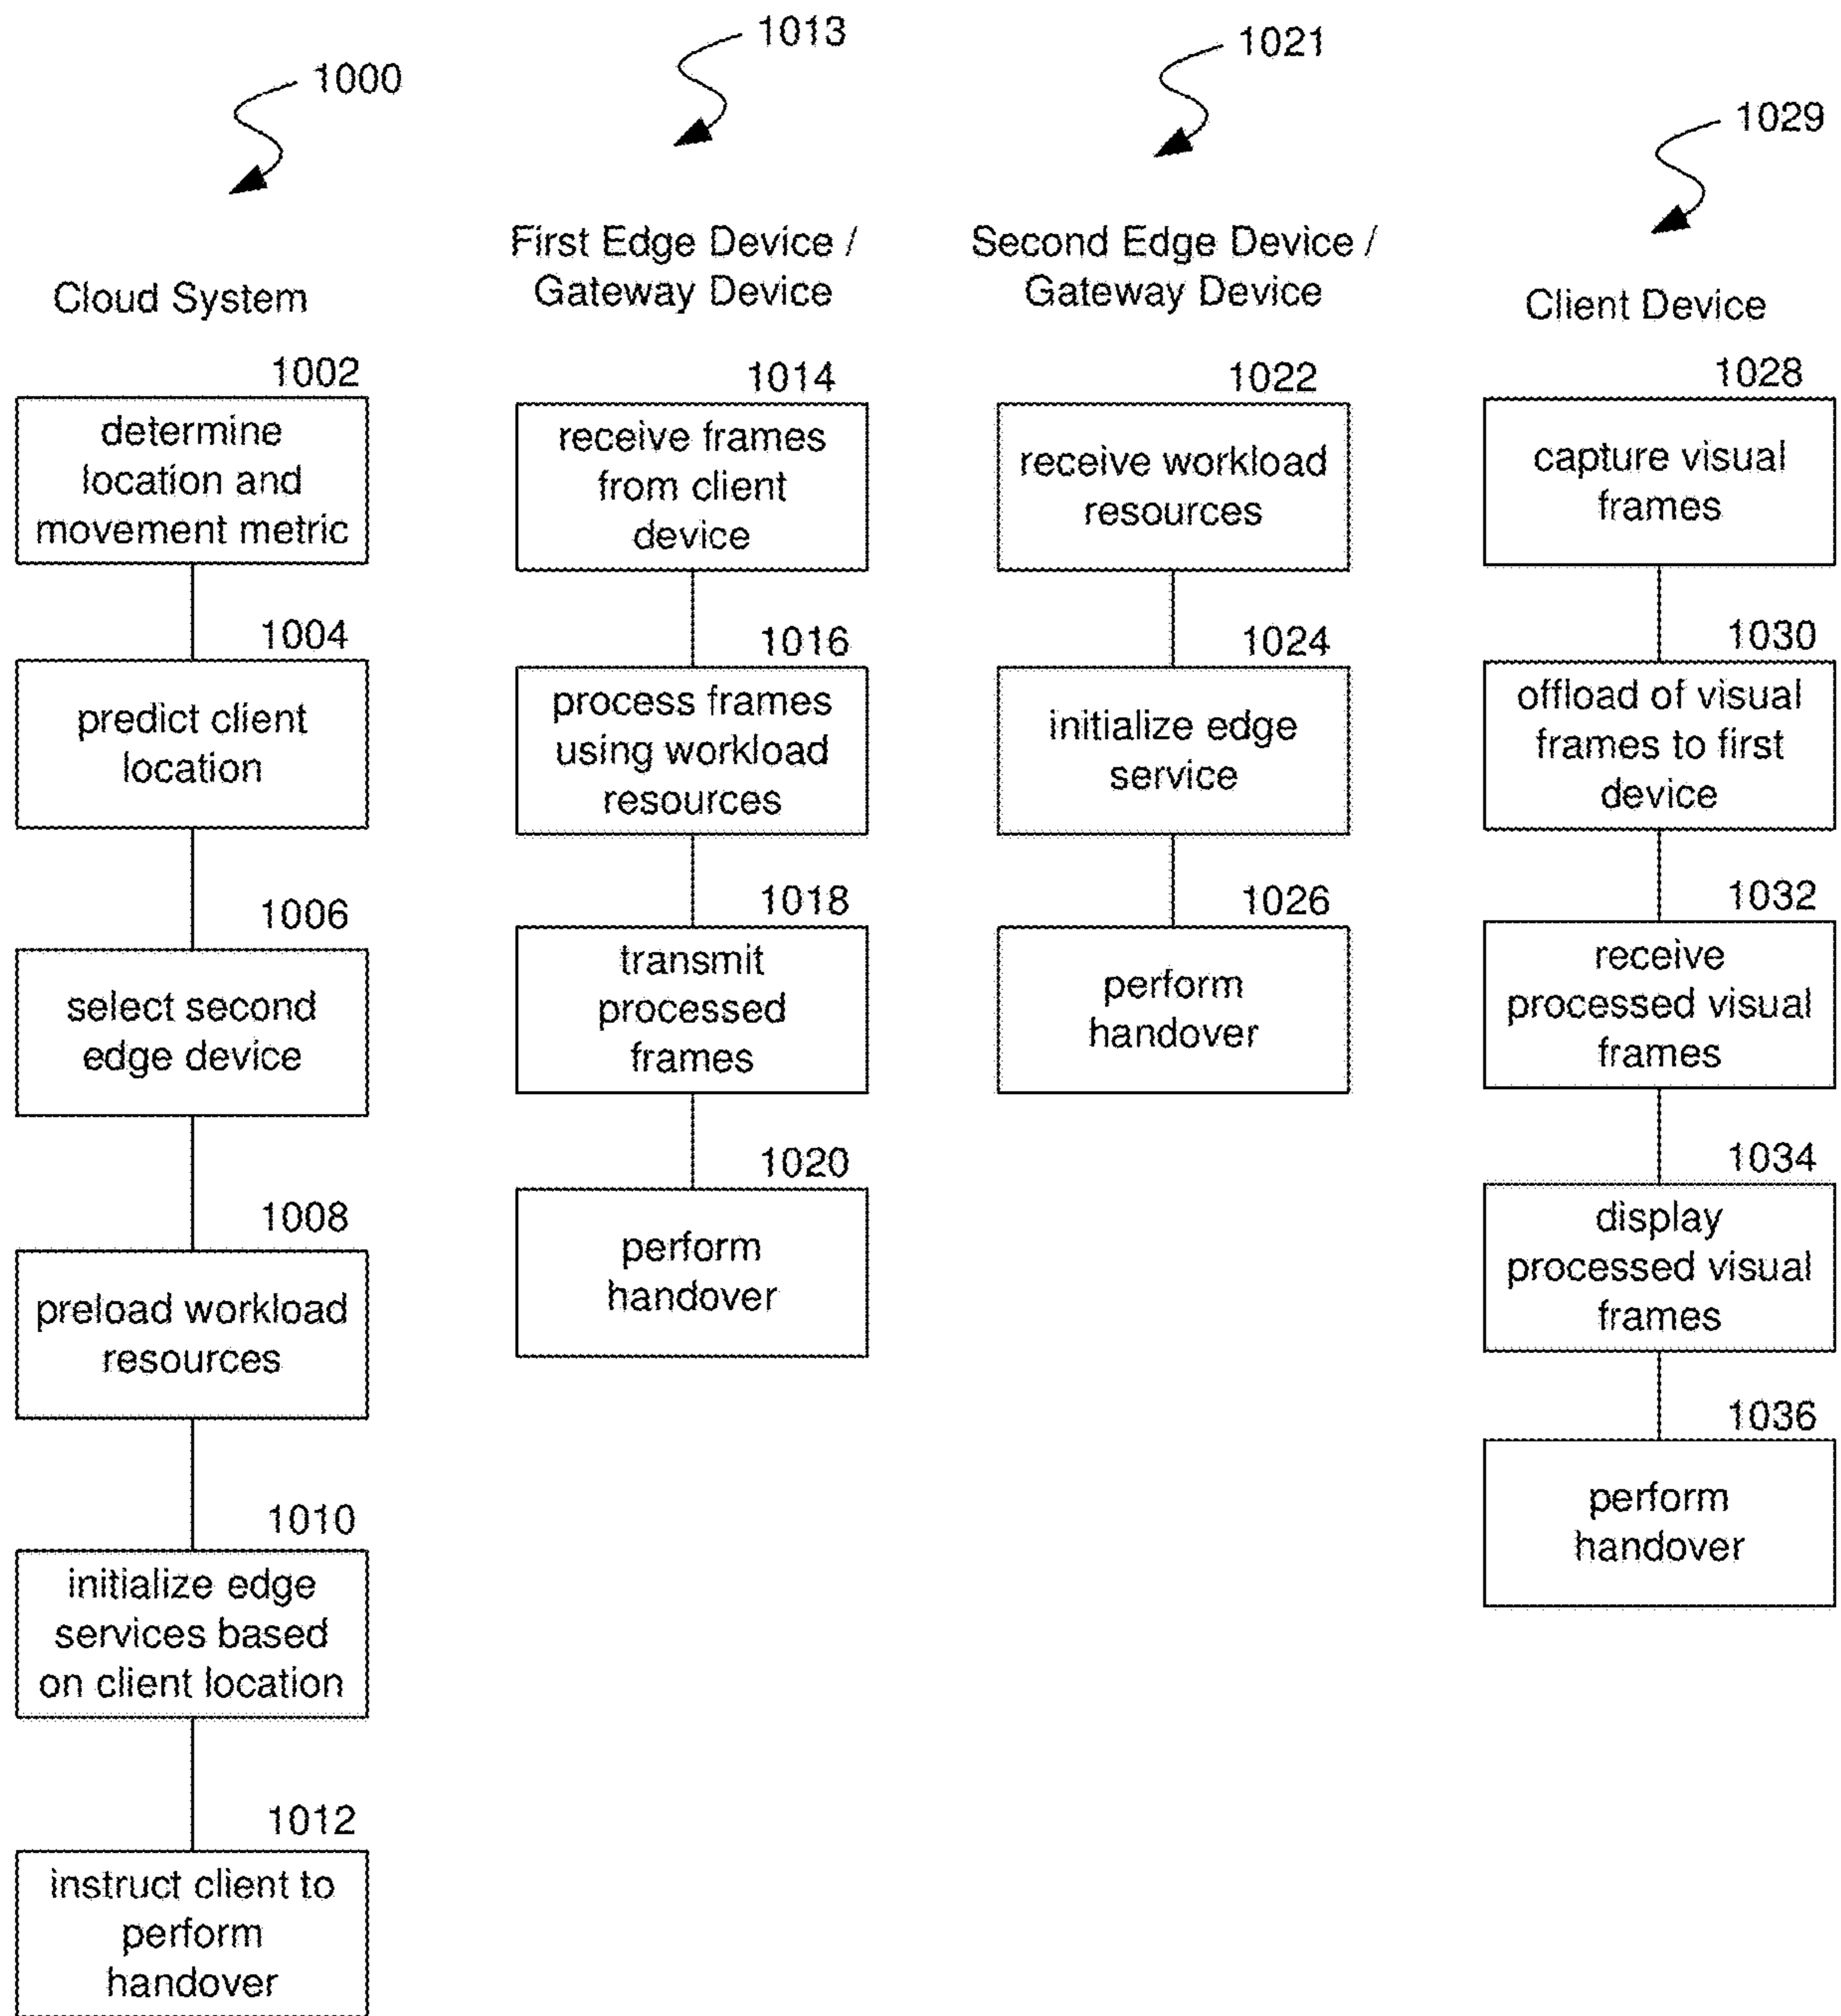 1000
Cloud System
1002
determine
location and
movement metric
1004
predict client
location
1006
select second
edge device
1008
preload workload
resources
1010
initialize edge
services based
on client location
1012
instruct client to
perform
handover
1013
First Edge Device /
Gateway Device
1014
receive frames
from client
device
1016
process frames
using workload
resources
1018
transmit
processed
frames
1020
perform
handover
1021
Second Edge Device /
Gateway Device
1022
receive workload
resources
1024
initialize edge
service
1026
perform
handover
1029
Client Device
1028
capture visual
frames
1030
offload of visual
frames to first
device
1032
receive
processed visual
frames
1034
display
processed visual
frames
1036
perform
handover